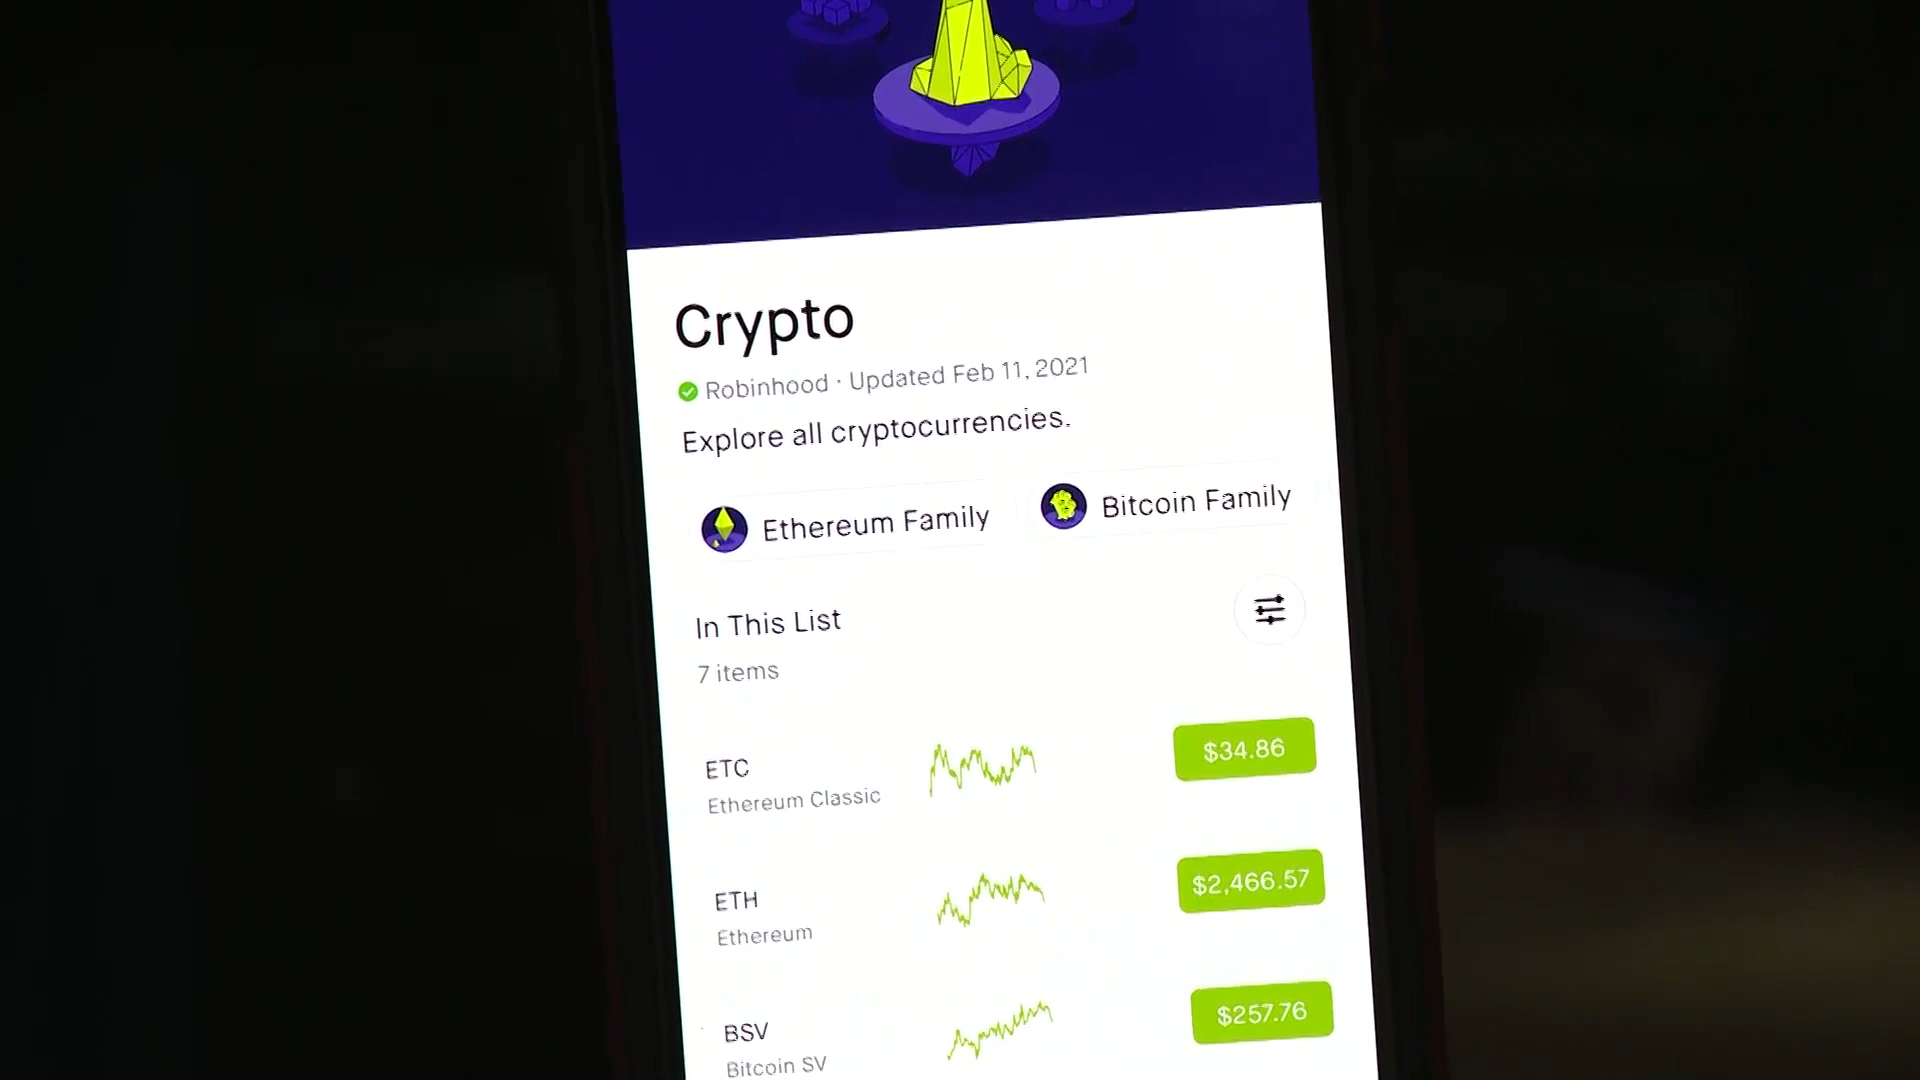 Crypto
Robinhood · Updated Feb 11, 2021
Explore all cryptocurrencies.
Ethereum Family
Bitcoin Family
In This List
7 items
ETC
$34.86
Ethereum Classic
ETH
$2,466.57
Ethereum
BSV
$257.76
Bitcoin SV